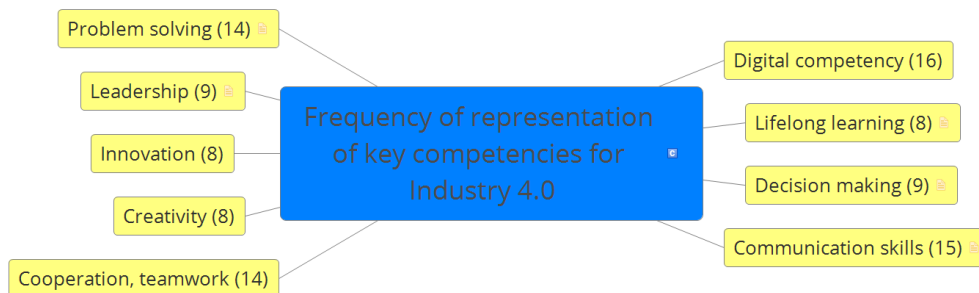 Problem solving (14)
Leadership (9)
Innovation (8)
Creativity (8)
Cooperation, teamwork (14)
Frequency of representation
of key competencies for
Industry 4.0
Digital competency (16)
Lifelong learning (8)
Decision making (9)
Communication skills (15)